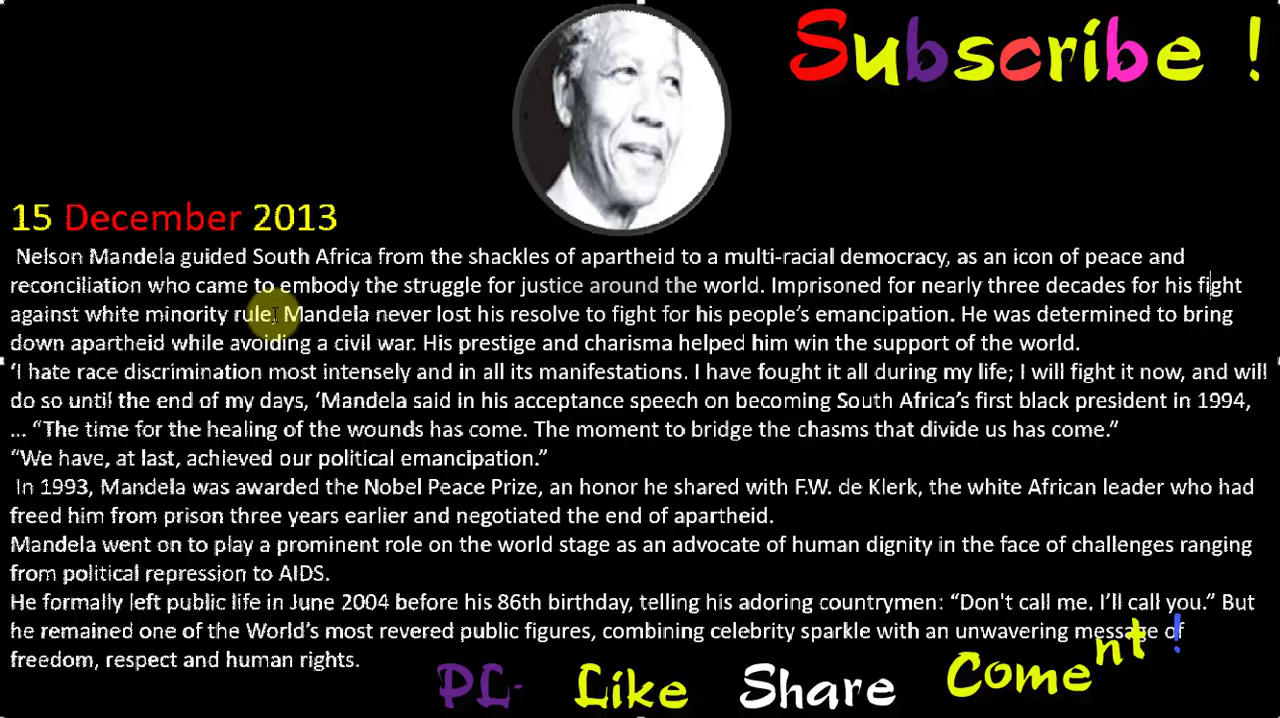 Subscribe !
15 December 2013
Nelson Mandela guided South Africa from the shackles of apartheid to a multi-racial democracy, as an icon of peace and
reconciliation who came to embody the struggle for justice around the world. Imprisoned for nearly three decades for his fight
against white minority rule, Mandela never lost his resolve to fight for his people’s emancipation. He was determined to bring
down apartheid while avoiding a civil war. His prestige and charisma helped him win the support of the world.
‘I hate race discrimination most intensely and in all its manifestations. I have fought it all during my life; I will fight it now, and will
do so until the end of my days, ‘Mandela said in his acceptance speech on becoming South Africa’s first black president in 1994,
... “The time for the healing of the wounds has come. The moment to bridge the chasms that divide us has come.”
“We have, at last, achieved our political emancipation.”
In 1993, Mandela was awarded the Nobel Peace Prize, an honor he shared with F.W. de Klerk, the white African leader who had
freed him from prison three years earlier and negotiated the end of apartheid.
Mandela went on to play a prominent role on the world stage as an advocate of human dignity in the face of challenges ranging
from political repression to AIDS.
He formally left public life in June 2004 before his 86th birthday, telling his adoring countrymen: “Don't call me. I’ll call you.” But
he remained one of the World’s most revered public figures, combining celebrity sparkle with an unwavering message of
freedom, respect and human rights.
PL- Like Share Coment !